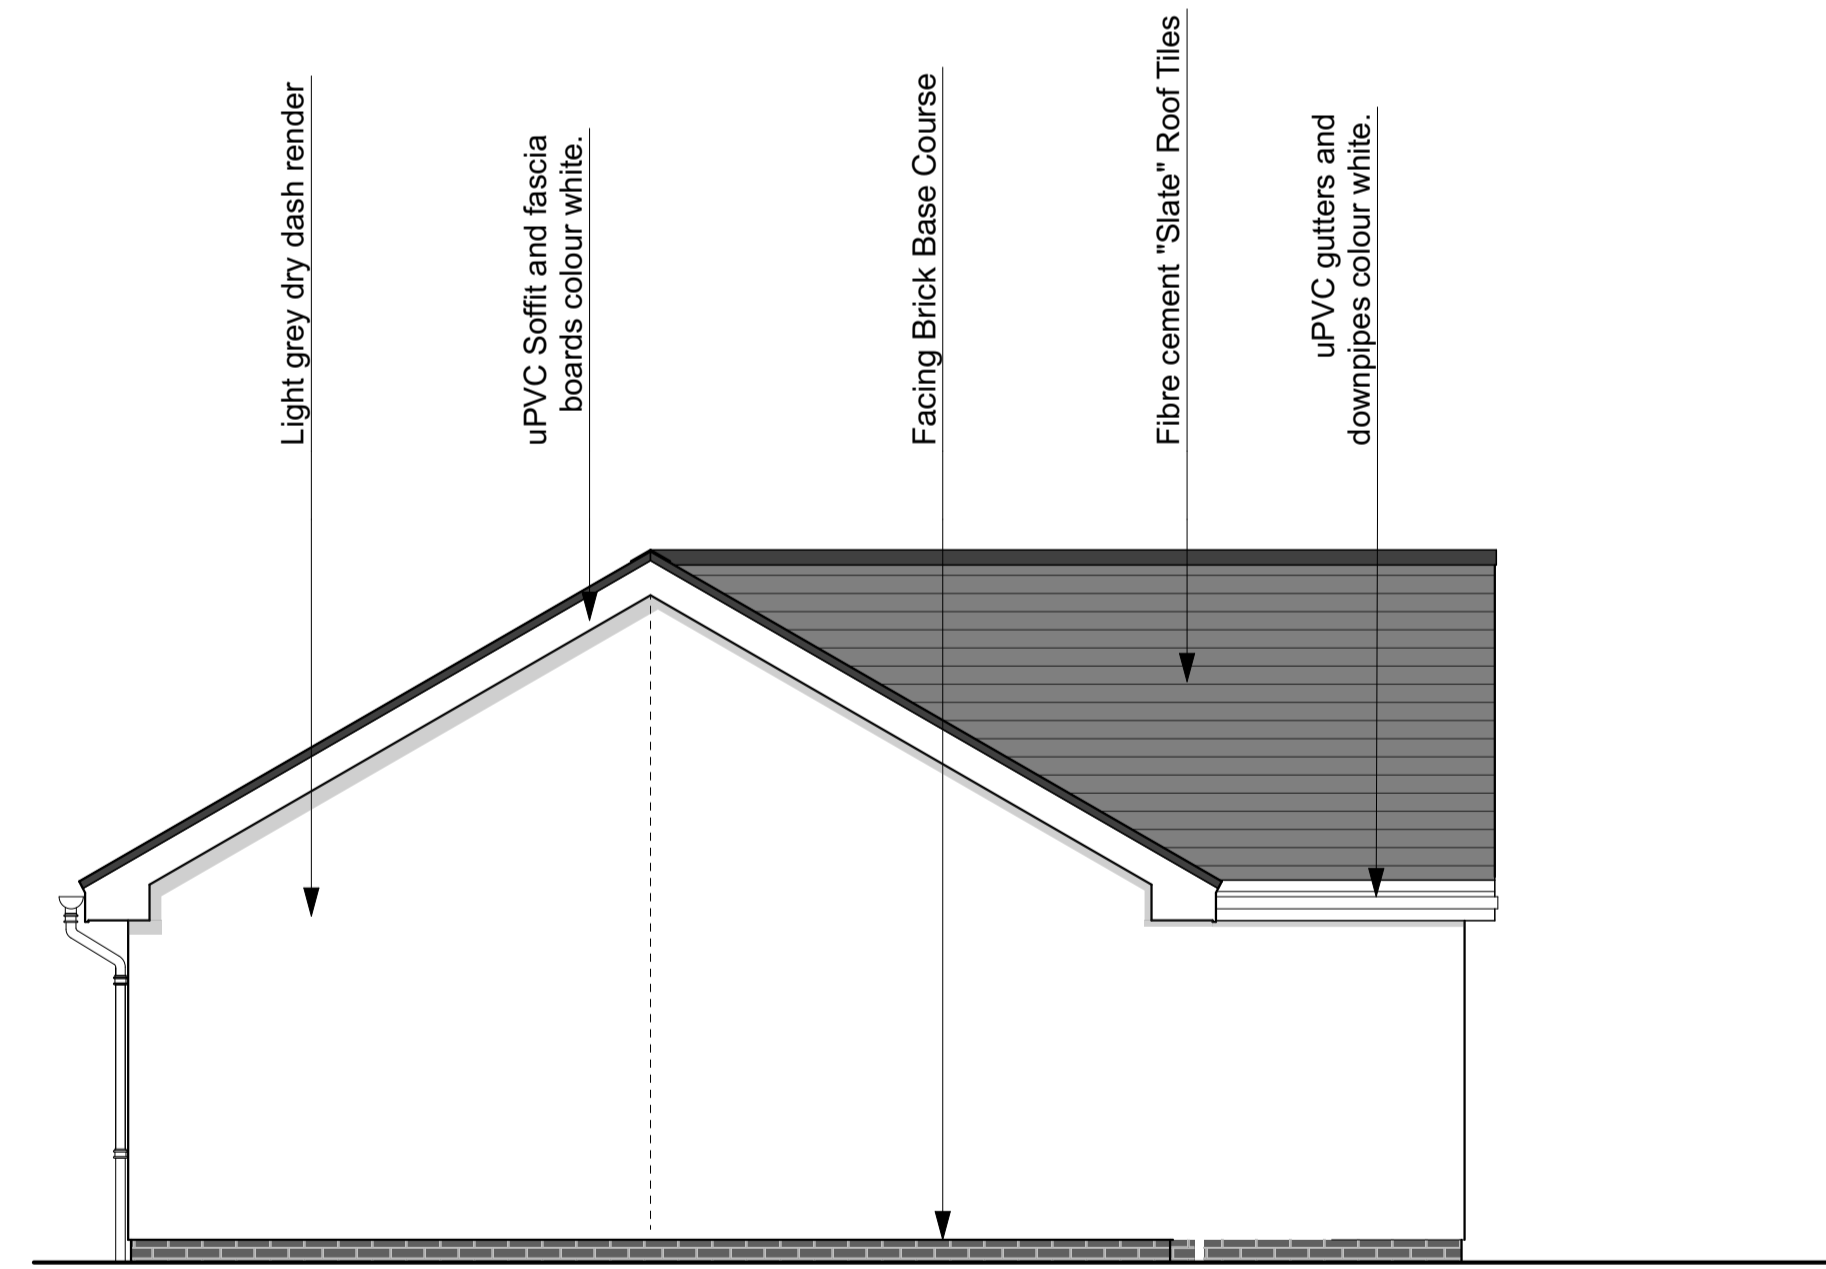 Light grey dry dash render
uPVC Soffit and fascia
boards colour white.
Facing Brick Base Course
Fibre cement "Slate" Roof Tiles
uPVC gutters and
downpipes colour white.